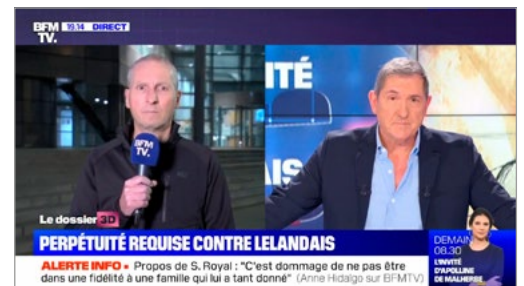 BFM 19.14 DIRECT
TV.
ITÉ
AIS
BFM
TV.
Le dossier 3D
PERPÉTUITÉ REQUISE CONTRE LELANDAIS
DEMAIN
08.30
L'INVITÉ
D'APOLLINE
DE MALHERBE
ALERTE INFO • Propos de S. Royal : "C'est dommage de ne pas être
dans une fidélité à une famille qui lui a tant donné" (Anne Hidalgo sur BFMTV)